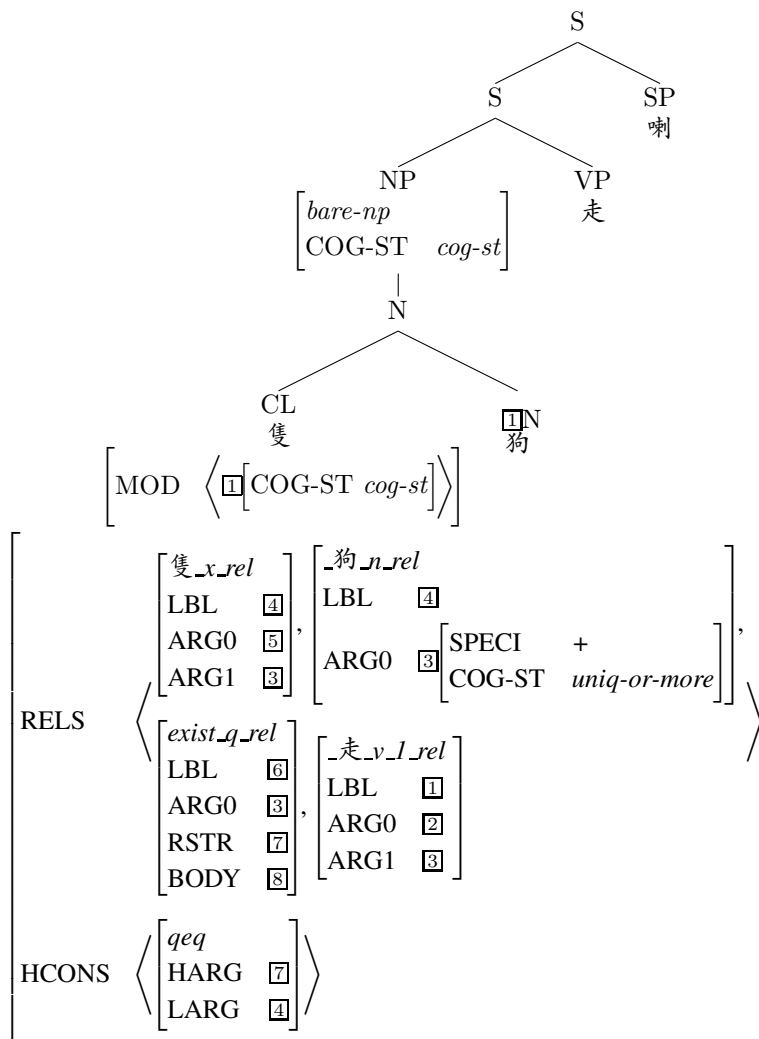 S
S SP
喇
NP VP
走
bare-np
COG-ST cog-st
N
CL 1N
隻 狗
MOD 〈1[COG-ST cog-st]〉
隻_x_rel _狗_n_rel
LBL 4 LBL 4
ARG0 5 ARG0 3 SPECI +
ARG1 3 COG-ST uniq-or-more
RELS
exist_q_rel _走_v_1_rel
LBL 6 LBL 1
ARG0 3 ARG0 2
RSTR 7 ARG1 3
BODY 8
qeq
HCONS HARG 7
LARG 4